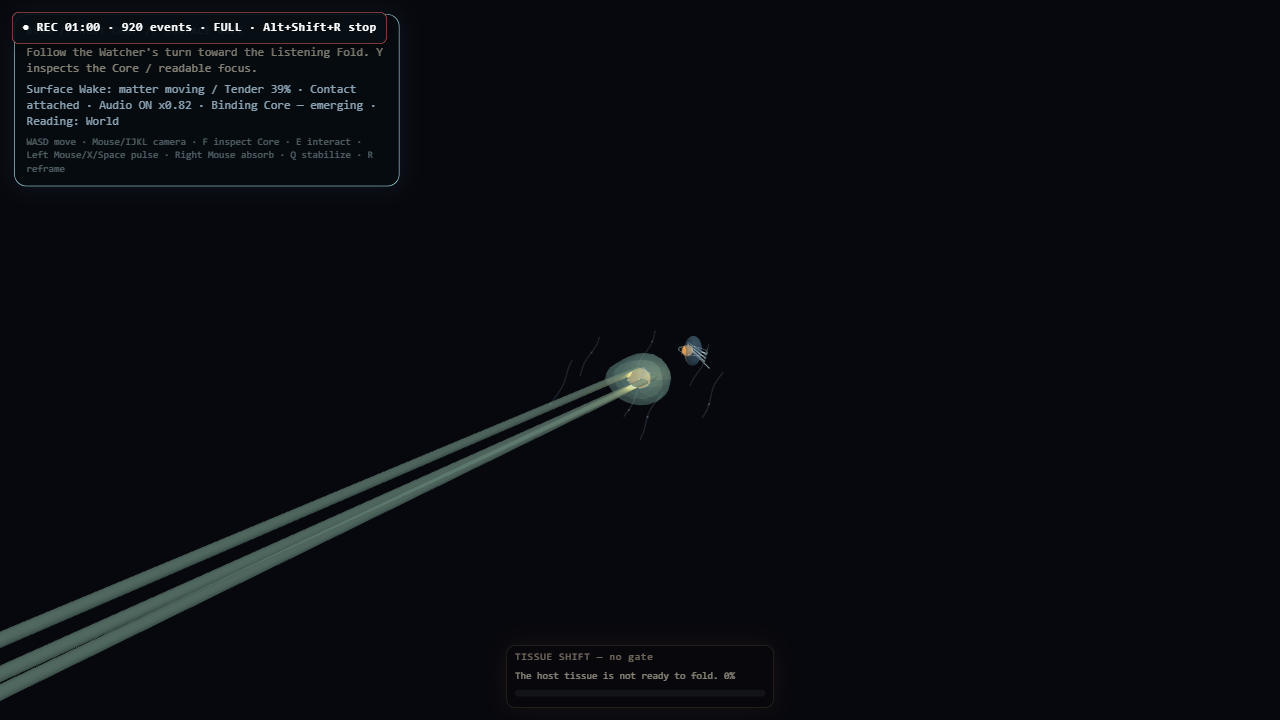 ● REC 01:00 · 920 events · FULL · Alt+Shift+R stop
Follow the Watcher's turn toward the Listening Fold. Y
inspects the Core / readable focus.
Surface Wake: matter moving / Tender 39% · Contact
attached · Audio ON x0.82 · Binding Core — emerging ·
Reading: World
WASD move · Mouse/IJKL camera · F inspect Core · E interact ·
Left Mouse/X/Space pulse · Right Mouse absorb · Q stabilize · R
reframe
TISSUE SHIFT — no gate
The host tissue is not ready to fold. 0%